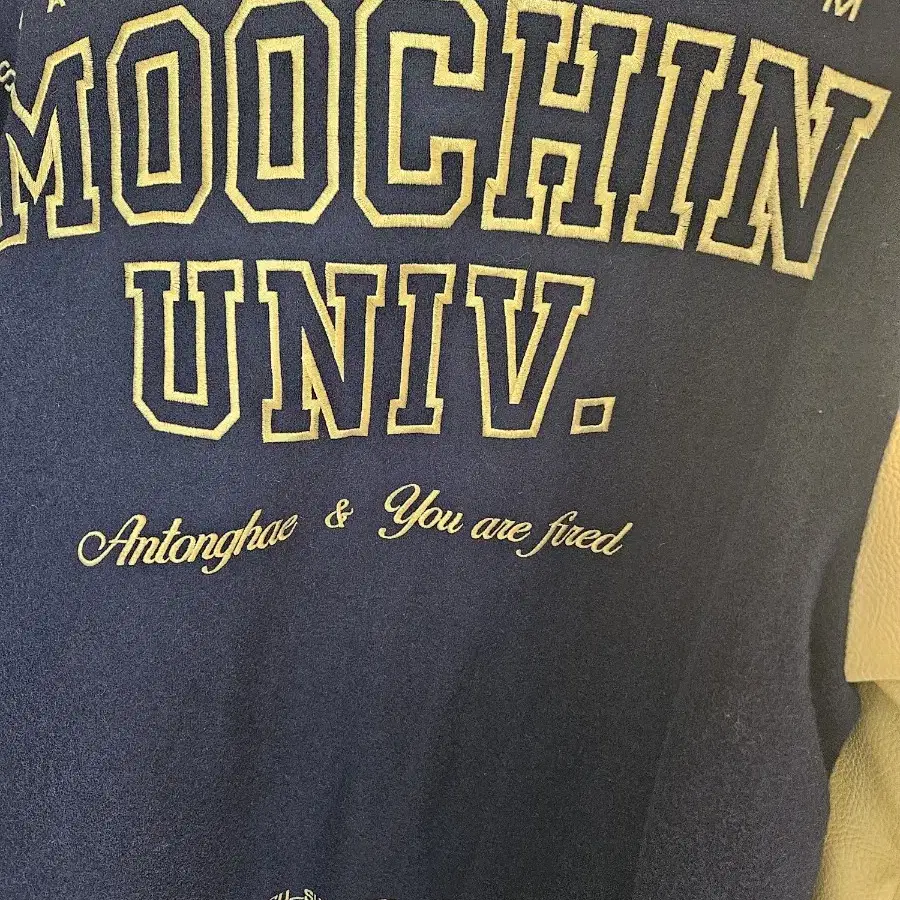 MOOCHIN
UNIV.
Antonghae & You are fired